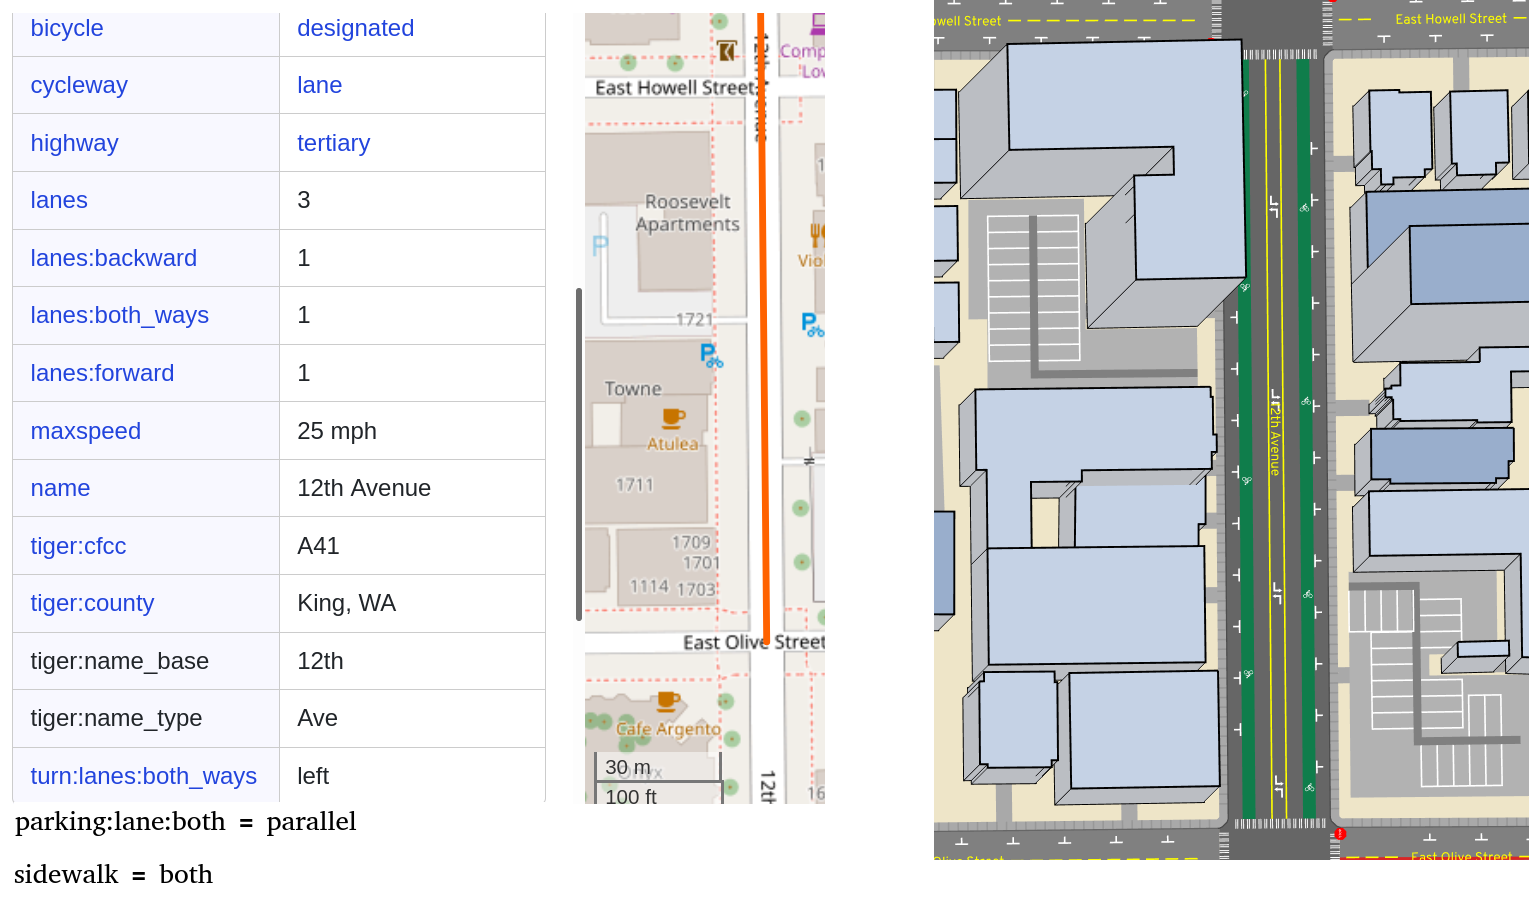 bicycle designated
cycleway lane
highway tertiary
lanes 3
lanes:backward 1
lanes:both_ways 1
lanes:forward 1
maxspeed 25 mph
name 12th Avenue
tiger:cfcc A41
tiger:county King, WA
tiger:name_base 12th
tiger:name_type Ave
turn:lanes:both_ways left
parking:lane:both = parallel
sidewalk = both
12th Avenue
Comp
Low
East Howell Street
Roosevelt
Apartments
P
Viol
1721
P
P
Towne
Atulea
1711
1709
1701
1114 1703
East Olive Street
Cafe Argento
Onyx
30 m
100 ft
12th
16
owell Street
East Howell Street
12th Avenue
Olive Street
East Olive Street